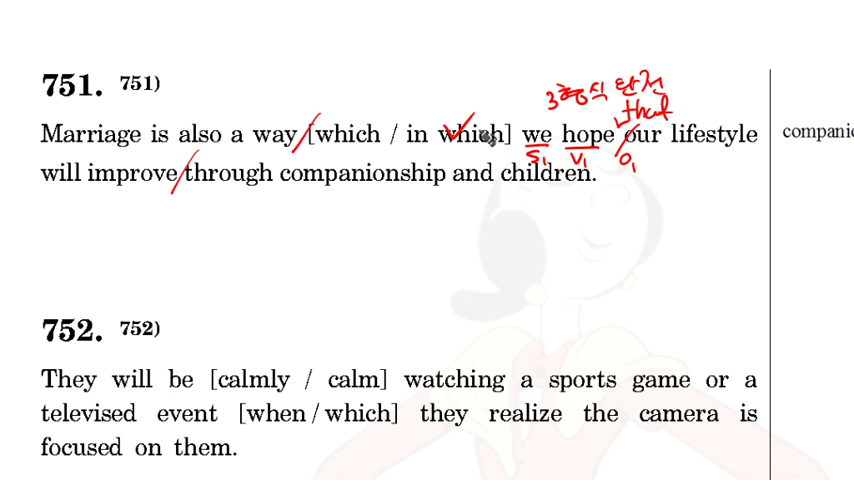 751. 751)
3형식 완전
that
Marriage is also a way [which / in which] we hope our lifestyle
S₁ V₁ O₁
will improve through companionship and children.
companio
752. 752)
They will be [calmly / calm] watching a sports game or a
televised event [when / which] they realize the camera is
focused on them.